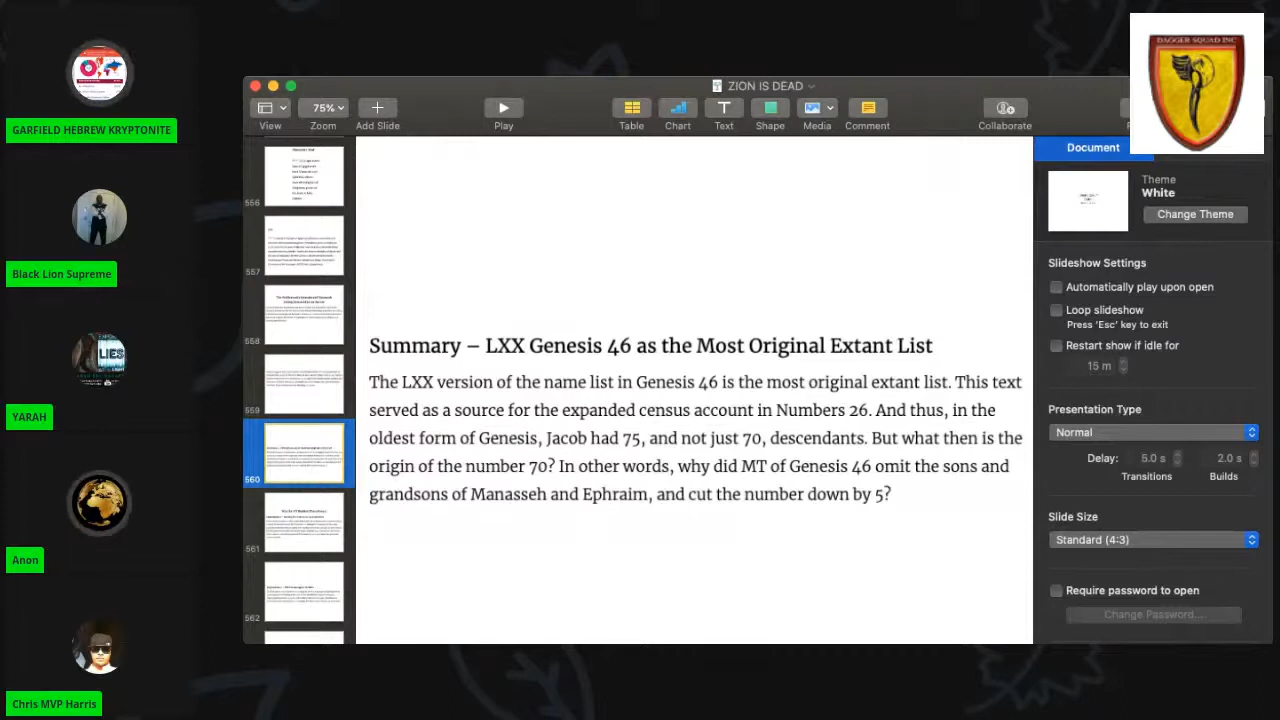 GARFIELD HEBREW KRYPTONITE
Black Lion Supreme
LIES
YARAH
Anon
Chris MVP Harris
DAGGER SQUAD INC
ZION IS DEAD
View
75%
Zoom
Add Slide
Play
Table
Chart
Text
Shape
Media
Comment
Collaborate
556
557
558
559
560
561
562
Summary – LXX Genesis 46 as the Most Original Extant List
The LXX version of the name list in Genesis 46 is the most original extant list. This text
served as a source for the expanded census account in Numbers 26. And thus, in the
oldest form of Genesis, Jacob had 75, and not just 70, descendants. But what then is the
origin of the number 70? In other words, why did MT of Genesis 46 omit the sons and
grandsons of Manasseh and Ephraim, and cut the number down by 5?
Document
Theme
White
Change Theme
Slideshow Settings
Automatically play upon open
Loop slideshow
Press ‘Esc’ key to exit
Restart show if idle for
15 m
Presentation Type
Normal
Delay:
5.0 s
2.0 s
Transitions
Builds
Slide Size
Standard (4:3)
Require password to open
Change Password...